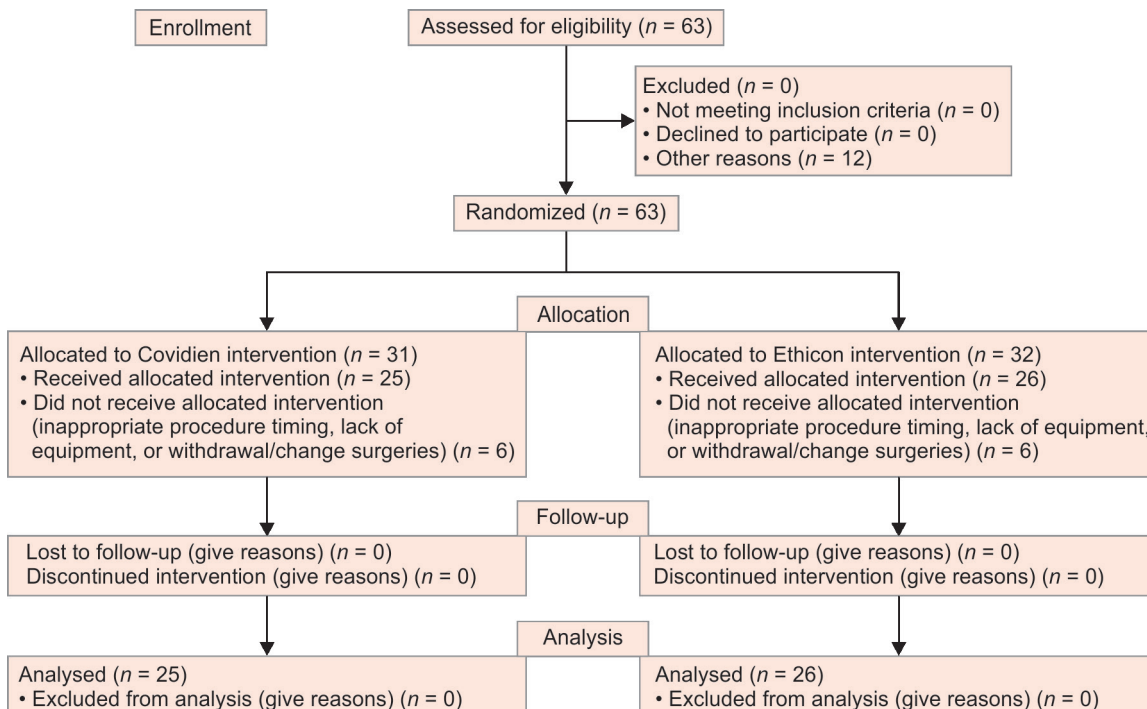 Enrollment
Assessed for eligibility (n = 63)
Excluded (n = 0)
• Not meeting inclusion criteria (n = 0)
• Declined to participate (n = 0)
• Other reasons (n = 12)
Randomized (n = 63)
Allocation
Allocated to Covidien intervention (n = 31)
• Received allocated intervention (n = 25)
• Did not receive allocated intervention
(inappropriate procedure timing, lack of
equipment, or withdrawal/change surgeries) (n = 6)
Allocated to Ethicon intervention (n = 32)
• Received allocated intervention (n = 26)
• Did not receive allocated intervention
(inappropriate procedure timing, lack of equipment,
or withdrawal/change surgeries) (n = 6)
Follow-up
Lost to follow-up (give reasons) (n = 0)
Discontinued intervention (give reasons) (n = 0)
Lost to follow-up (give reasons) (n = 0)
Discontinued intervention (give reasons) (n = 0)
Analysis
Analysed (n = 25)
• Excluded from analysis (give reasons) (n = 0)
Analysed (n = 26)
• Excluded from analysis (give reasons) (n = 0)